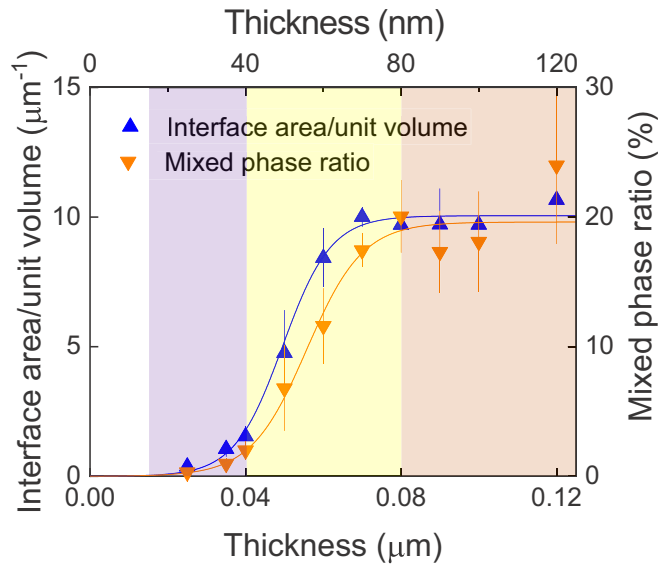 Thickness (nm)
0 40 80 120
15 30
Interface area/unit volume
Mixed phase ratio
10 20
5 10
0 0
Interface area/unit volume (μm⁻¹)
Mixed phase ratio (%)
0.00 0.04 0.08 0.12
Thickness (μm)